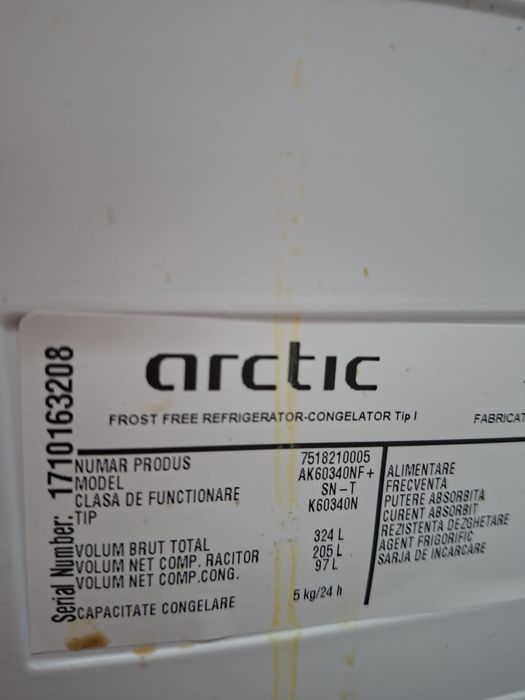 arctic
FROST FREE REFRIGERATOR-CONGELATOR Tip I
FABRICAT
Serial Number: 1710163208
NUMAR PRODUS 7518210005
MODEL AK60340NF+
CLASA DE FUNCTIONARE SN-T
TIP K60340N
VOLUM BRUT TOTAL 324 L
VOLUM NET COMP. RACITOR 205 L
VOLUM NET COMP.CONG. 97 L
CAPACITATE CONGELARE 5 kg/24 h
ALIMENTARE
FRECVENTA
PUTERE ABSORBITA
CURENT ABSORBIT
REZISTENTA DEZGHETARE
AGENT FRIGORIFIC
SARJA DE INCARCARE